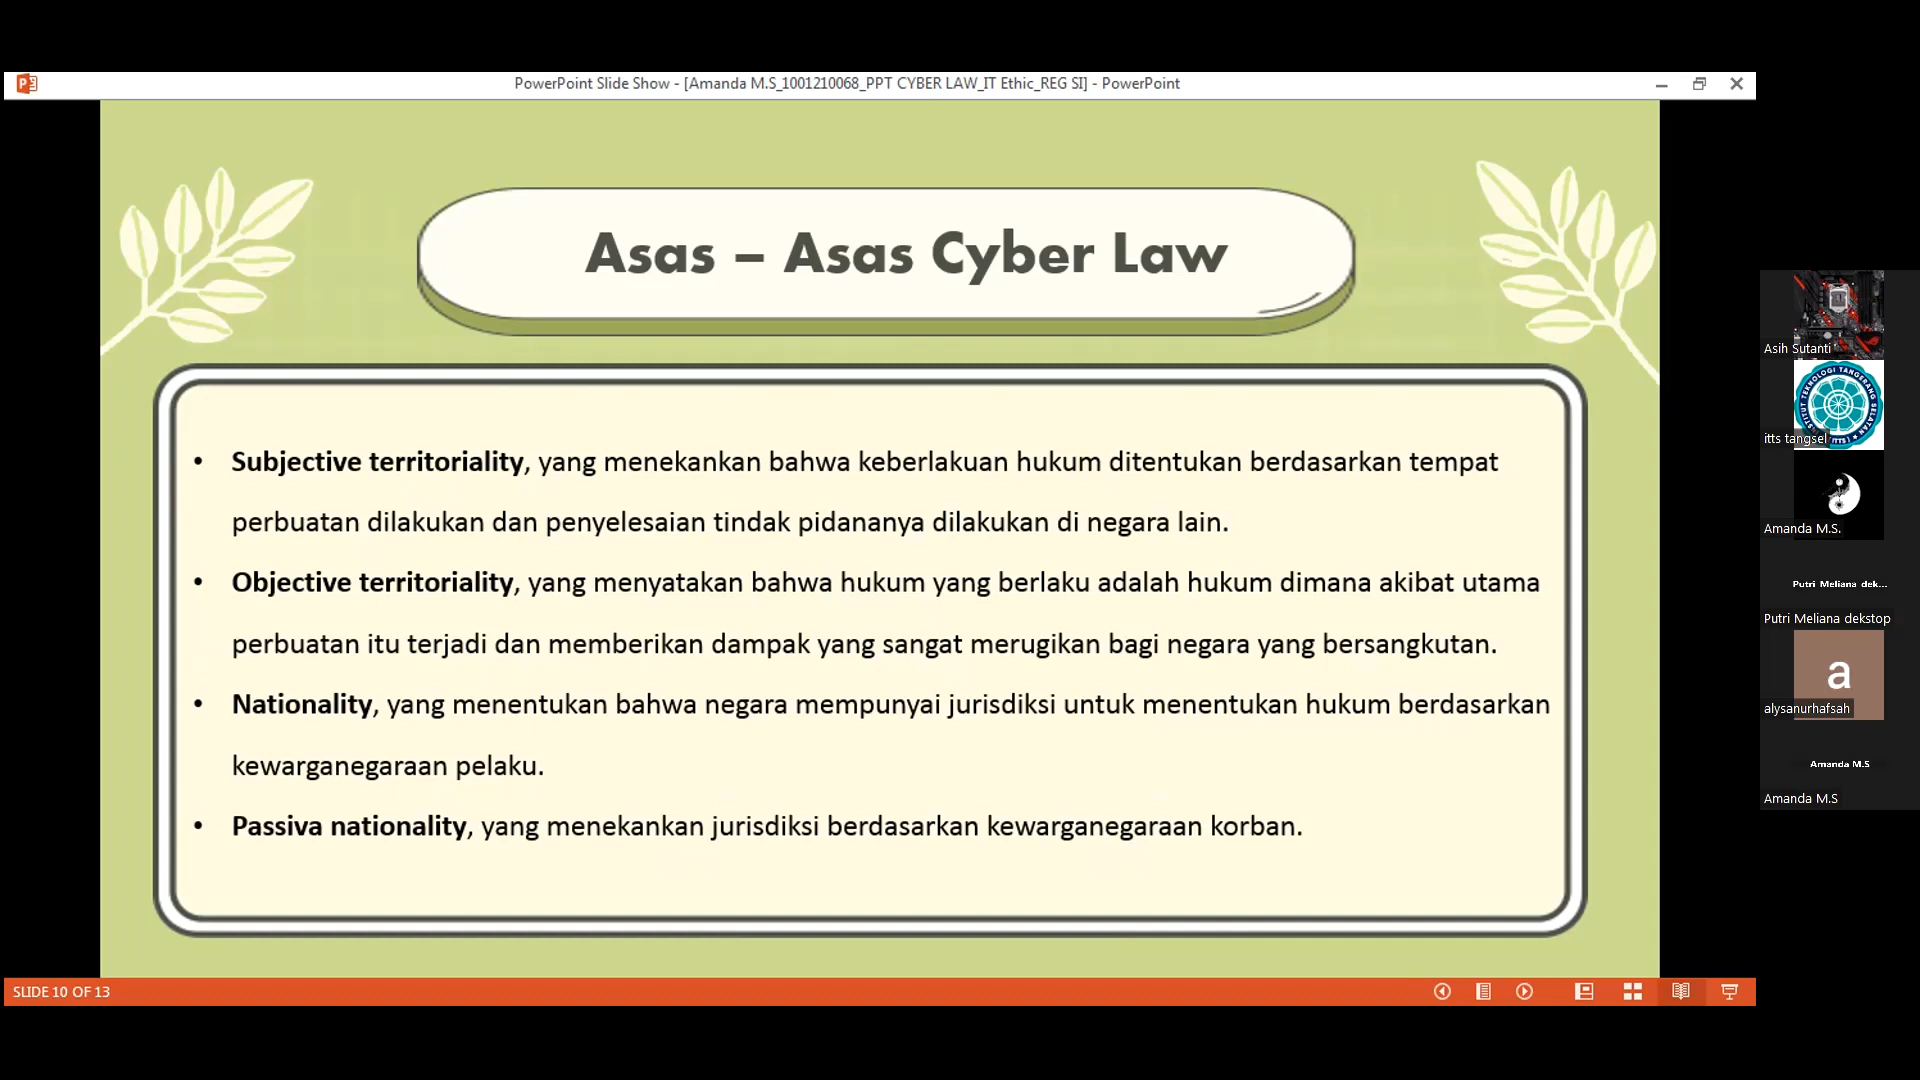 PowerPoint Slide Show - [Amanda M.S_1001210068_PPT CYBER LAW_IT Ethic_REG SI] - PowerPoint
Asas – Asas Cyber Law
• Subjective territoriality, yang menekankan bahwa keberlakuan hukum ditentukan berdasarkan tempat
perbuatan dilakukan dan penyelesaian tindak pidananya dilakukan di negara lain.
• Objective territoriality, yang menyatakan bahwa hukum yang berlaku adalah hukum dimana akibat utama
perbuatan itu terjadi dan memberikan dampak yang sangat merugikan bagi negara yang bersangkutan.
• Nationality, yang menentukan bahwa negara mempunyai jurisdiksi untuk menentukan hukum berdasarkan
kewarganegaraan pelaku.
• Passiva nationality, yang menekankan jurisdiksi berdasarkan kewarganegaraan korban.
SLIDE 10 OF 13
Asih Sutanti
INSTITUT TEKNOLOGI TANGERANG SELATAN
(ITTS)
itts tangsel
Amanda M.S.
Putri Meliana dek...
Putri Meliana dekstop
a
alysanurhafsah
Amanda M.S
Amanda M.S